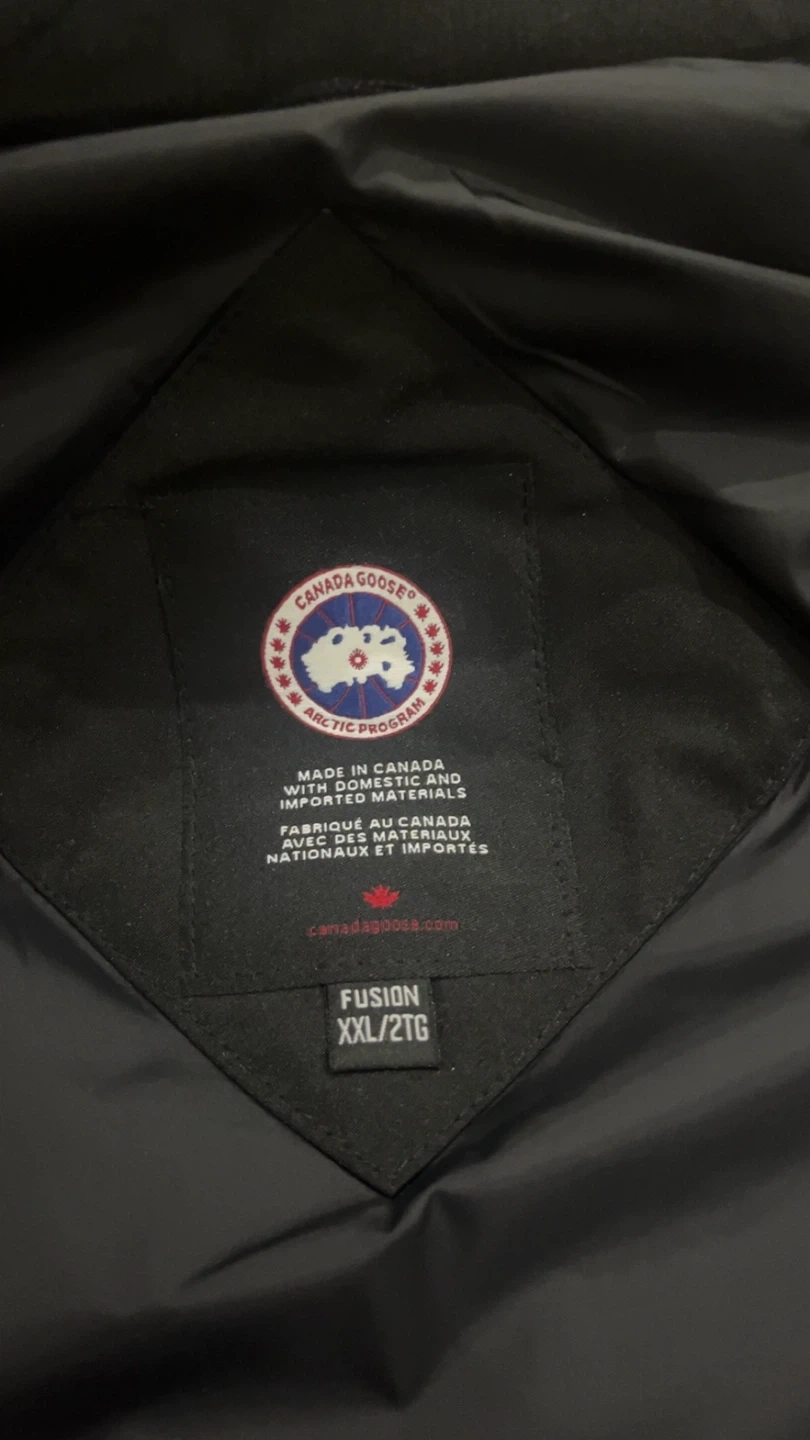 CANADA GOOSE®
ARCTIC PROGRAM
MADE IN CANADA
WITH DOMESTIC AND
IMPORTED MATERIALS
FABRIQUÉ AU CANADA
AVEC DES MATERIAUX
NATIONAUX ET IMPORTÉS
canadagoose.com
FUSION
XXL/2TG